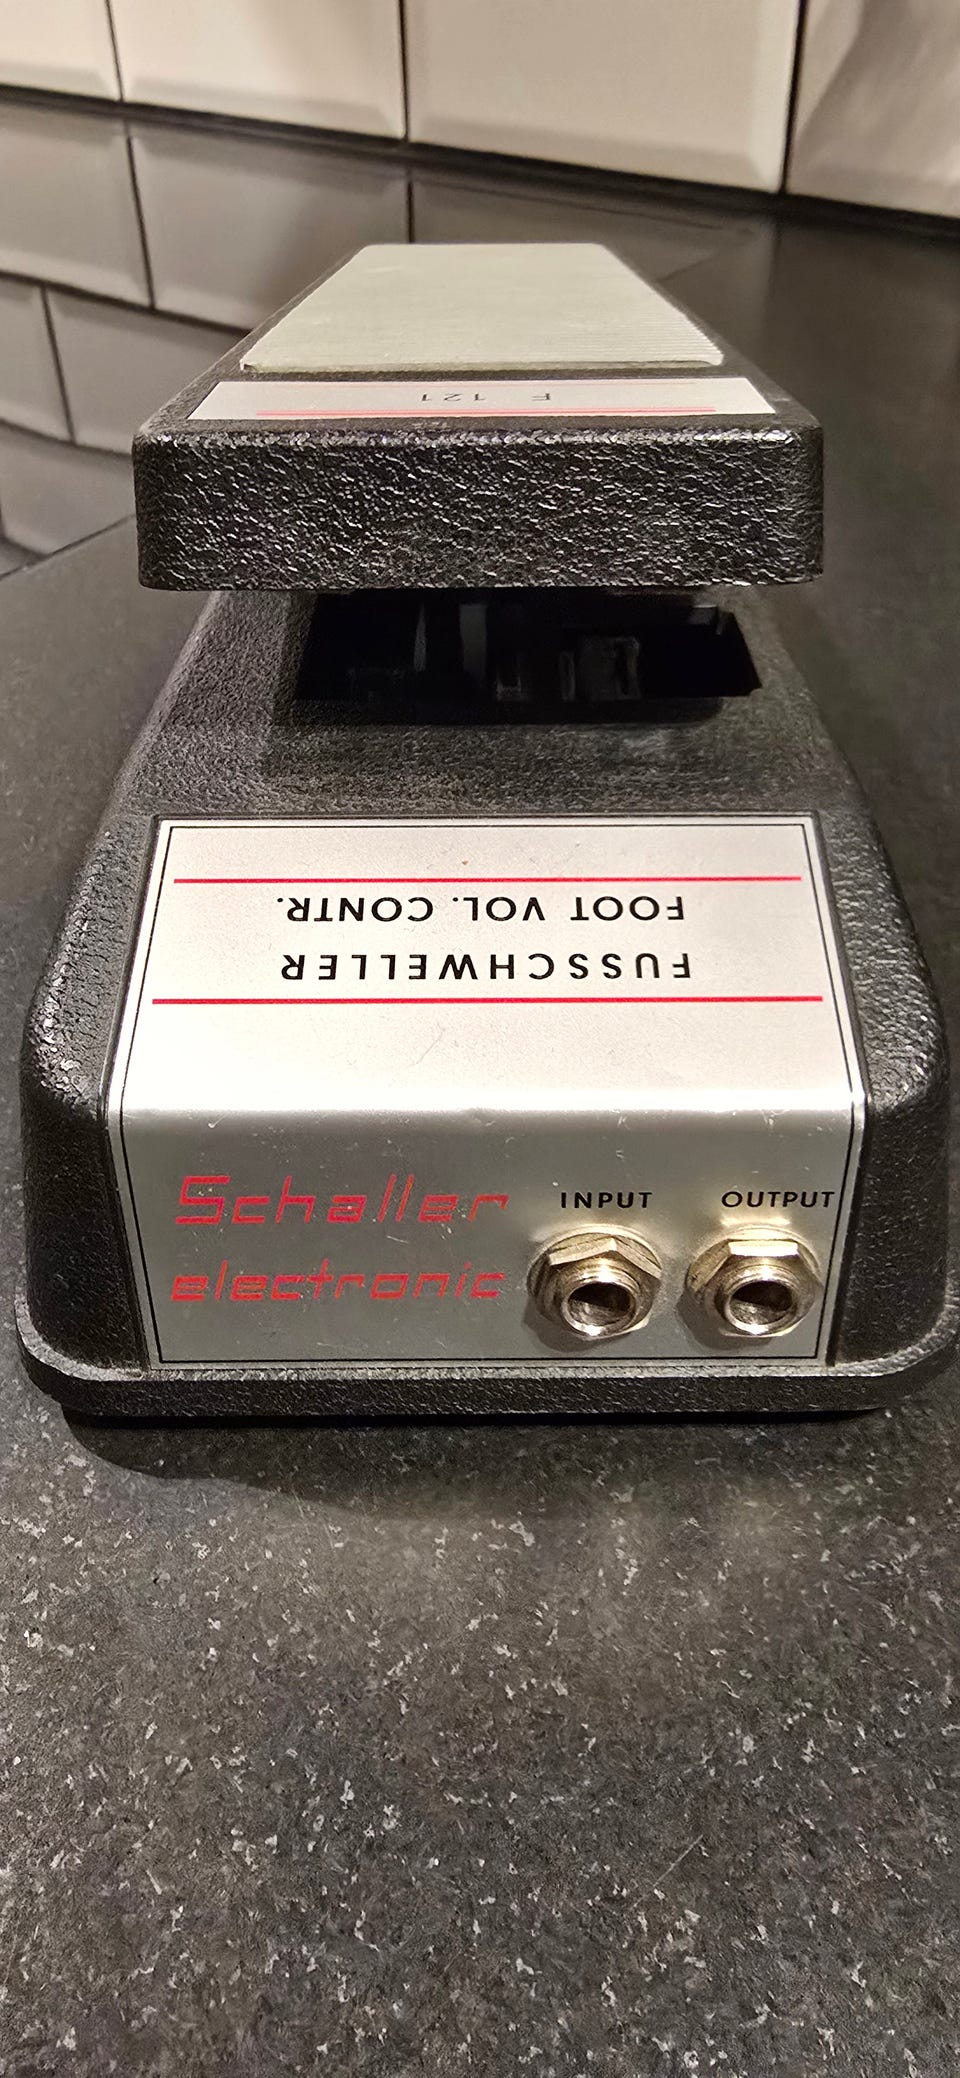 F 121
FUSSCHWELLER
FOOT VOL. CONTR.
Schaller
electronic
INPUT
OUTPUT